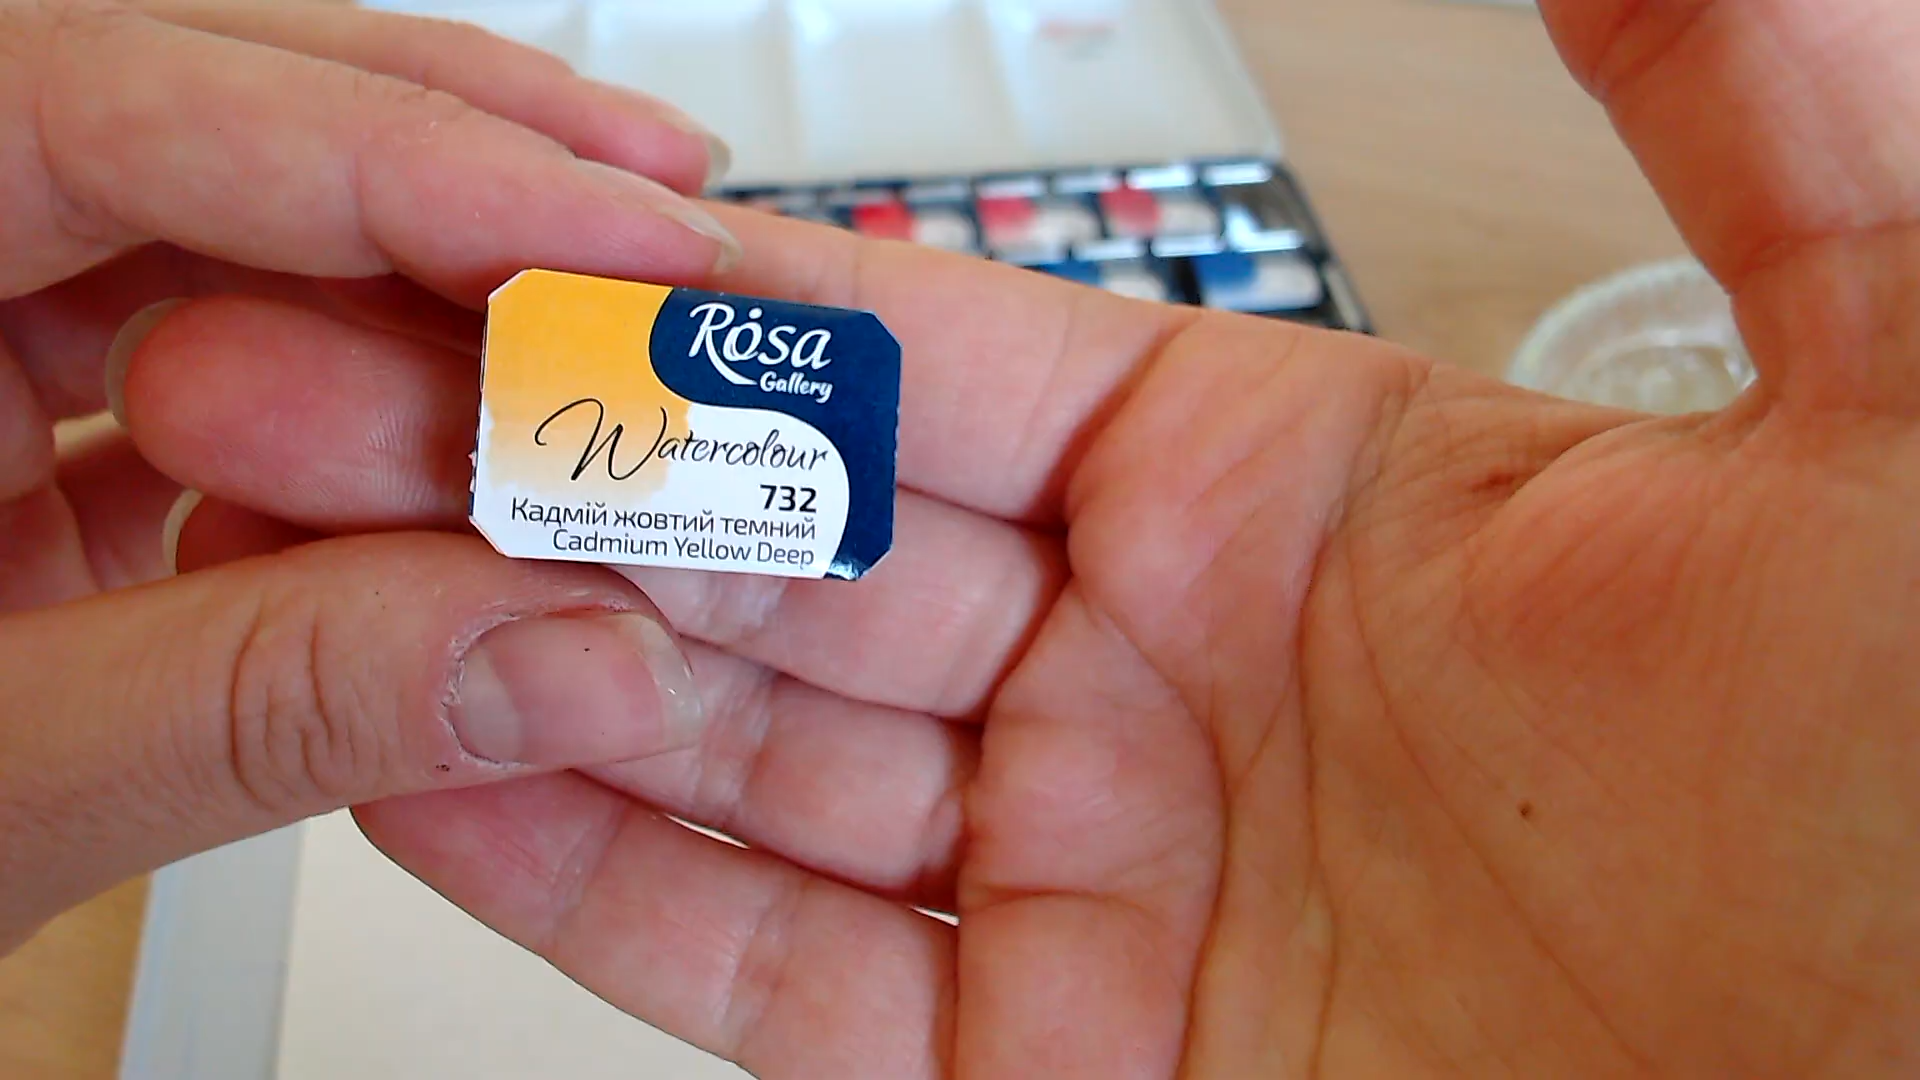 Rosa
Gallery
Watercolour
732
Кадмій жовтий темний
Cadmium Yellow Deep